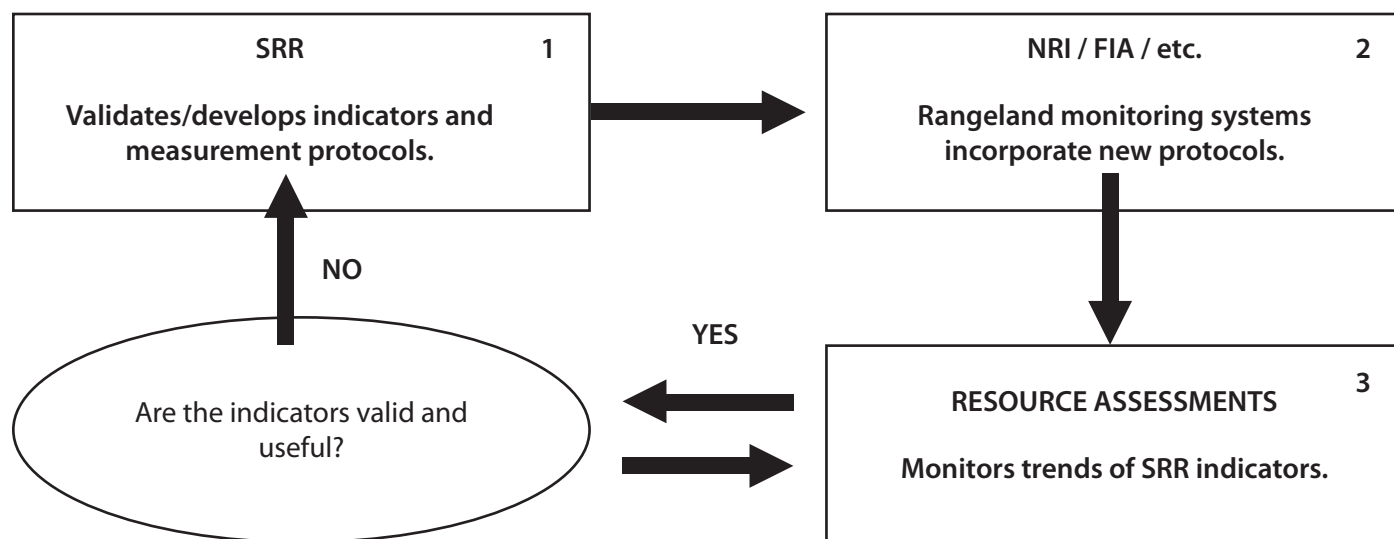 SRR 1
Validates/develops indicators and
measurement protocols.
NRI / FIA / etc. 2
Rangeland monitoring systems
incorporate new protocols.
NO
YES
Are the indicators valid and
useful?
RESOURCE ASSESSMENTS 3
Monitors trends of SRR indicators.